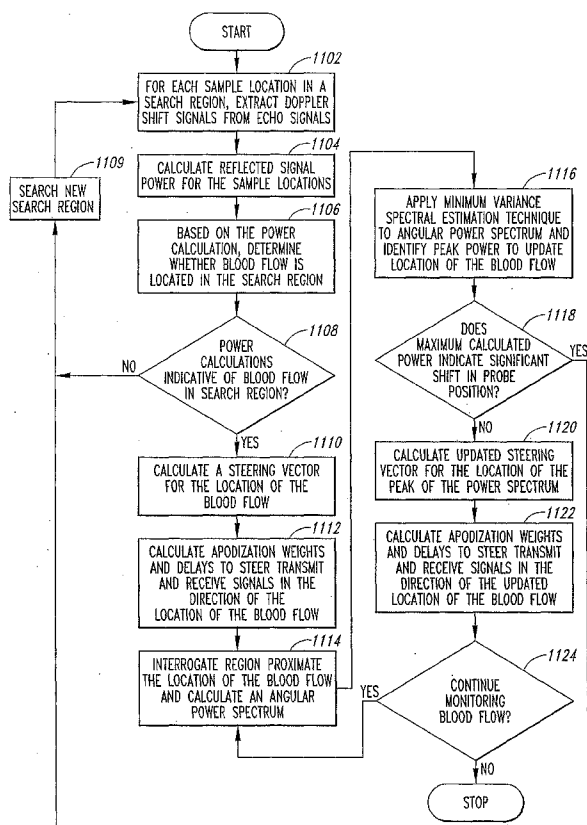 START
1102
FOR EACH SAMPLE LOCATION IN A
SEARCH REGION, EXTRACT DOPPLER
SHIFT SIGNALS FROM ECHO SIGNALS
1104
CALCULATE REFLECTED SIGNAL
POWER FOR THE SAMPLE LOCATIONS
1109
SEARCH NEW
SEARCH REGION
1106
BASED ON THE POWER
CALCULATION, DETERMINE
WHETHER BLOOD FLOW IS
LOCATED IN THE SEARCH REGION
1108
POWER
CALCULATIONS
INDICATIVE OF BLOOD FLOW
IN SEARCH REGION?
NO
YES
1110
CALCULATE A STEERING VECTOR
FOR THE LOCATION OF THE
BLOOD FLOW
1112
CALCULATE APODIZATION WEIGHTS
AND DELAYS TO STEER TRANSMIT
AND RECEIVE SIGNALS IN THE
DIRECTION OF THE
LOCATION OF THE BLOOD FLOW
1114
INTERROGATE REGION PROXIMATE
THE LOCATION OF THE BLOOD FLOW
AND CALCULATE AN ANGULAR
POWER SPECTRUM
1116
APPLY MINIMUM VARIANCE
SPECTRAL ESTIMATION TECHNIQUE
TO ANGULAR POWER SPECTRUM AND
IDENTIFY PEAK POWER TO UPDATE
LOCATION OF THE BLOOD FLOW
1118
DOES
MAXIMUM CALCULATED
POWER INDICATE SIGNIFICANT
SHIFT IN PROBE
POSITION?
YES
NO
1120
CALCULATE UPDATED STEERING
VECTOR FOR THE LOCATION OF THE
PEAK OF THE POWER SPECTRUM
1122
CALCULATE APODIZATION WEIGHTS
AND DELAYS TO STEER TRANSMIT
AND RECEIVE SIGNALS IN THE
DIRECTION OF THE UPDATED
LOCATION OF THE BLOOD FLOW
1124
CONTINUE
MONITORING
BLOOD FLOW?
YES
NO
STOP